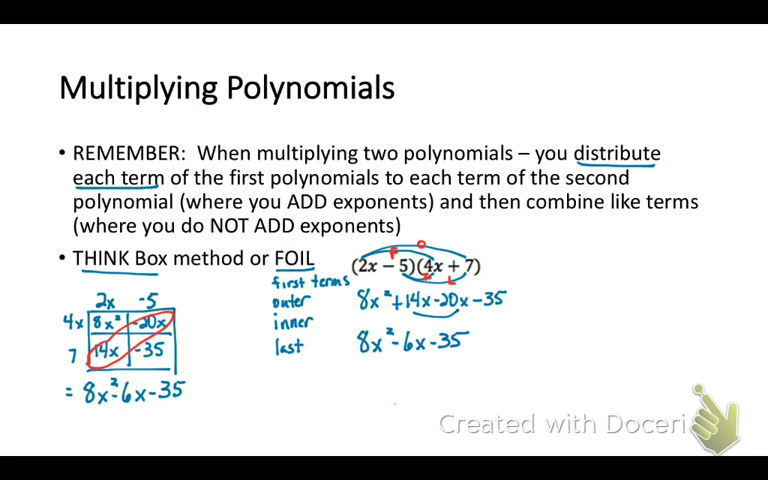 Multiplying Polynomials
• REMEMBER: When multiplying two polynomials – you distribute
each term of the first polynomials to each term of the second
polynomial (where you ADD exponents) and then combine like terms
(where you do NOT ADD exponents)
• THINK Box method or FOIL (2x − 5)(4x + 7)
F O I L
first terms
outer 8x² + 14x - 20x - 35
inner
last 8x² - 6x - 35
2x -5
4x 8x² -20x
7 14x -35
= 8x² - 6x - 35
Created with Doceri